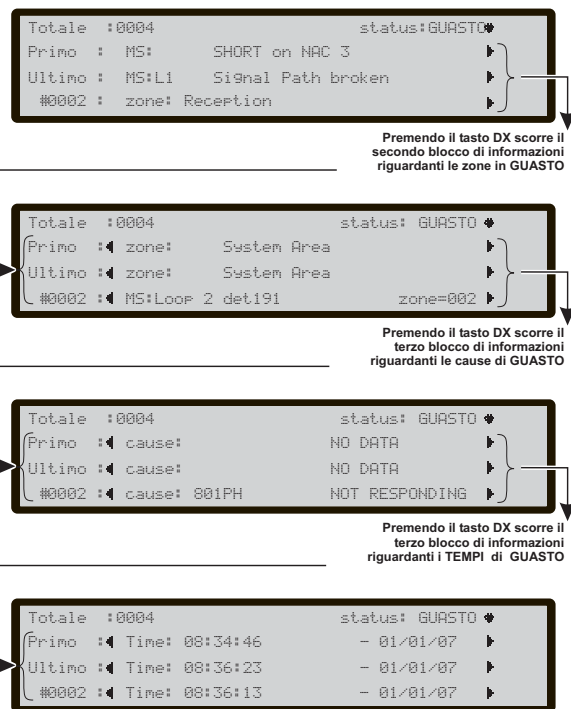 Totale :0004 status:GUASTO
Primo : MS: SHORT on NAC 3
Ultimo : MS:L1 Signal Path broken
#0002 : zone: Reception
Premendo il tasto DX scorre il
secondo blocco di informazioni
riguardanti le zone in GUASTO
Totale :0004 status: GUASTO
Primo : zone: System Area
Ultimo : zone: System Area
#0002 : MS:Loop 2 det191 zone=002
Premendo il tasto DX scorre il
terzo blocco di informazioni
riguardanti le cause di GUASTO
Totale :0004 status: GUASTO
Primo : cause: NO DATA
Ultimo : cause: NO DATA
#0002 : cause: 801PH NOT RESPONDING
Premendo il tasto DX scorre il
terzo blocco di informazioni
riguardanti i TEMPI di GUASTO
Totale :0004 status: GUASTO
Primo : Time: 08:34:46 - 01/01/07
Ultimo : Time: 08:36:23 - 01/01/07
#0002 : Time: 08:36:13 - 01/01/07